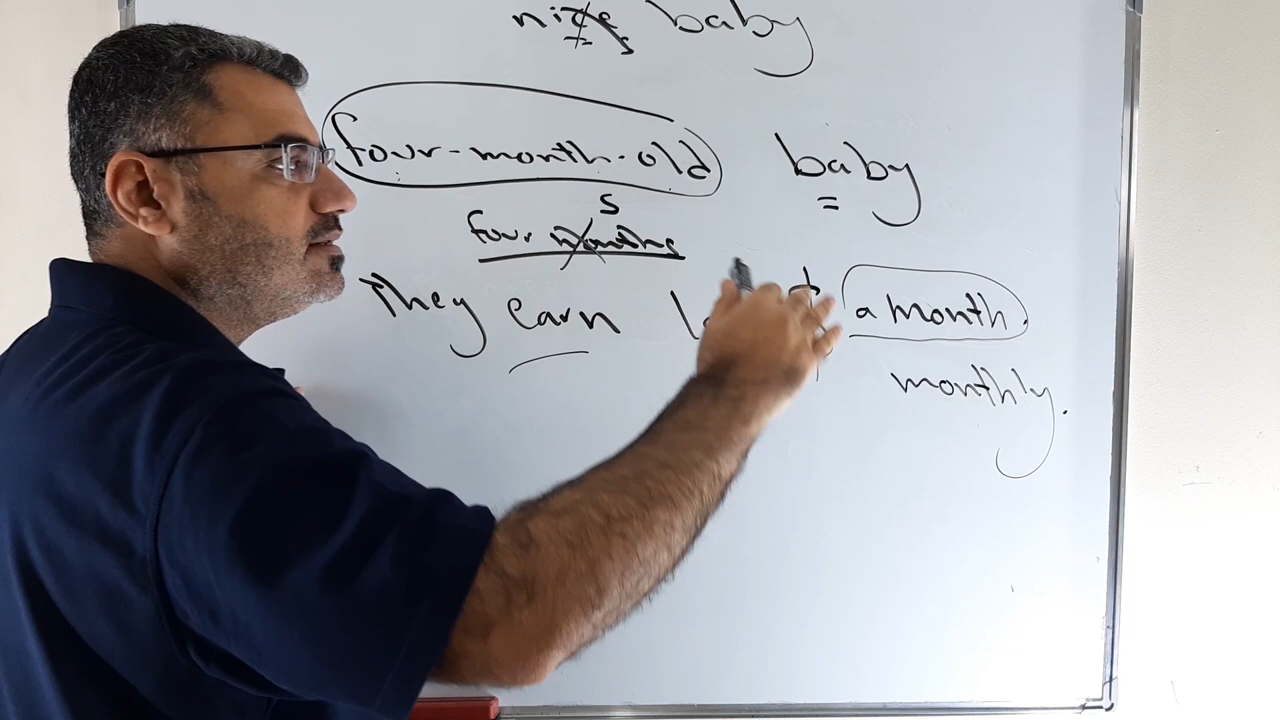 nice s baby
four-month-old baby
s
four months
They earn a month.
monthly.